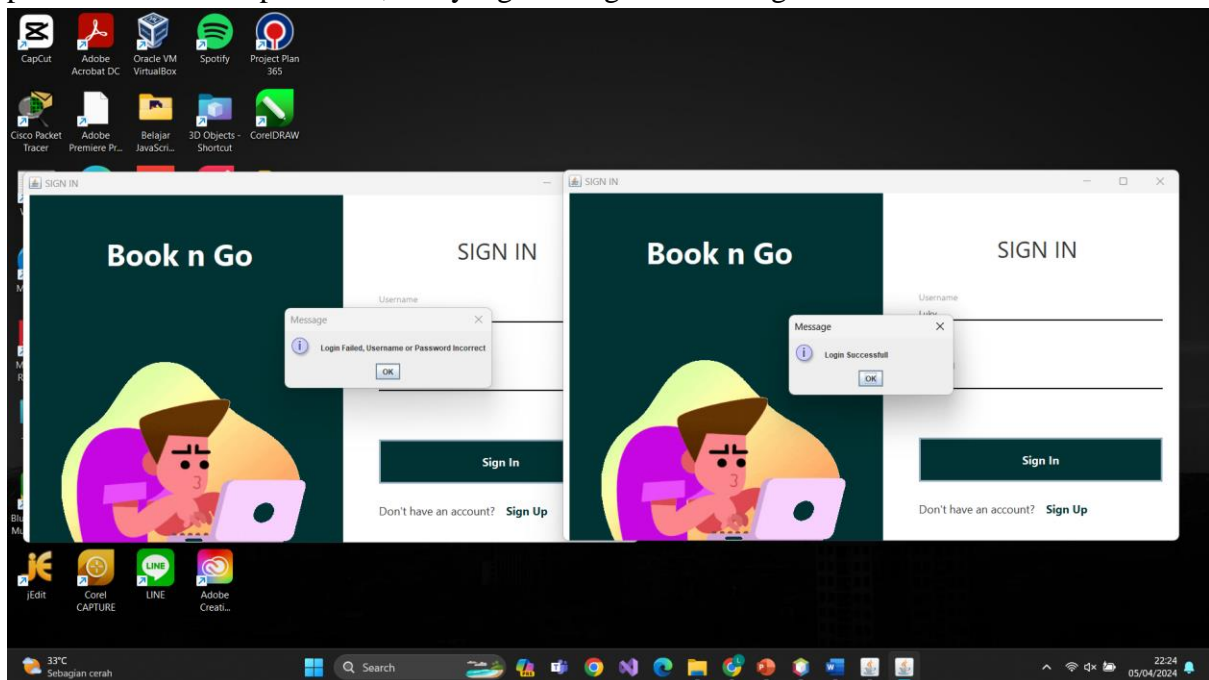 CapCut
Adobe
Acrobat DC
Oracle VM
VirtualBox
Spotify
Project Plan
365
Cisco Packet
Tracer
Adobe
Premiere Pr...
Belajar
JavaScri...
3D Objects -
Shortcut
CorelDRAW
SIGN IN
Book n Go
SIGN IN
Username
Message
Login Failed, Username or Password Incorrect
OK
Sign In
Don't have an account? Sign Up
SIGN IN
Book n Go
SIGN IN
Username
Message
Login Successfull
OK
Sign In
Don't have an account? Sign Up
jEdit
Corel
CAPTURE
LINE
Adobe
Creati...
33°C
Sebagian cerah
Search
22:24
05/04/2024